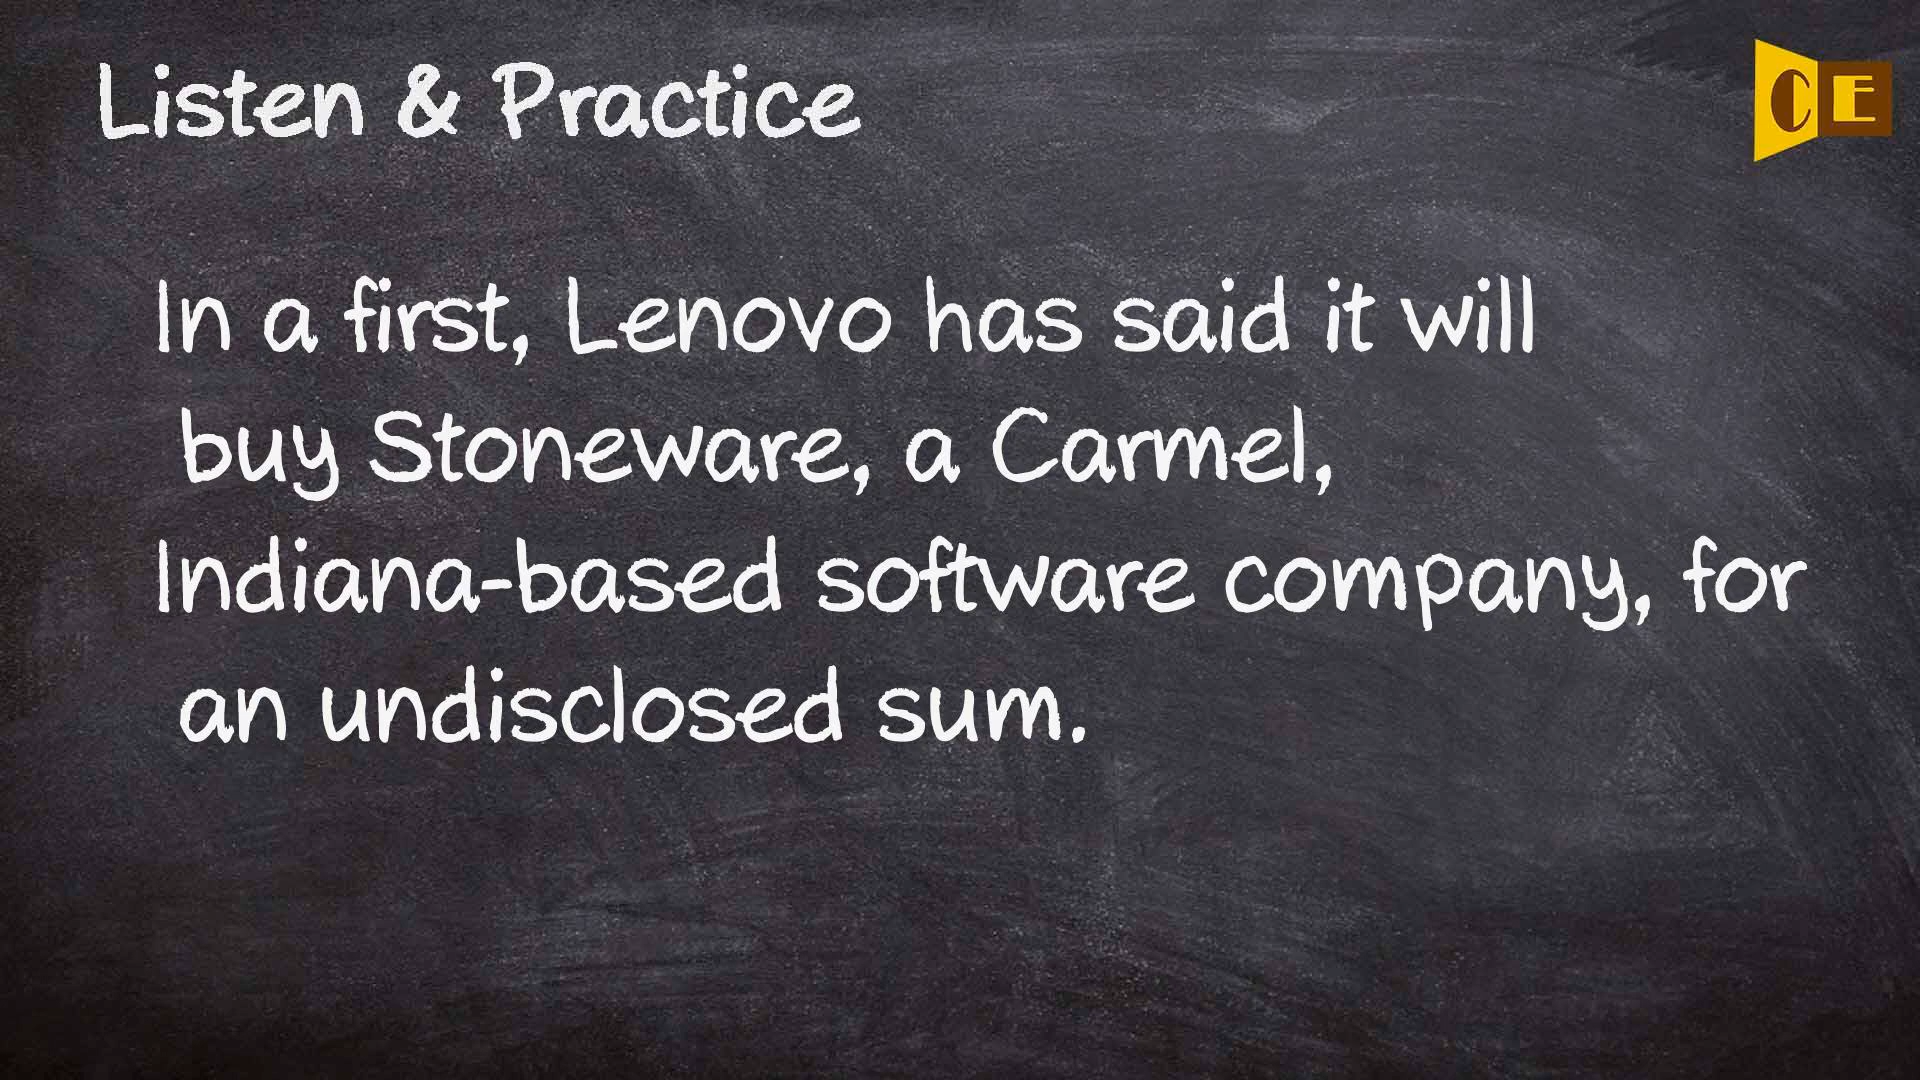 Listen & Practice
CE
In a first, Lenovo has said it will
buy Stoneware, a Carmel,
Indiana-based software company, for
an undisclosed sum.